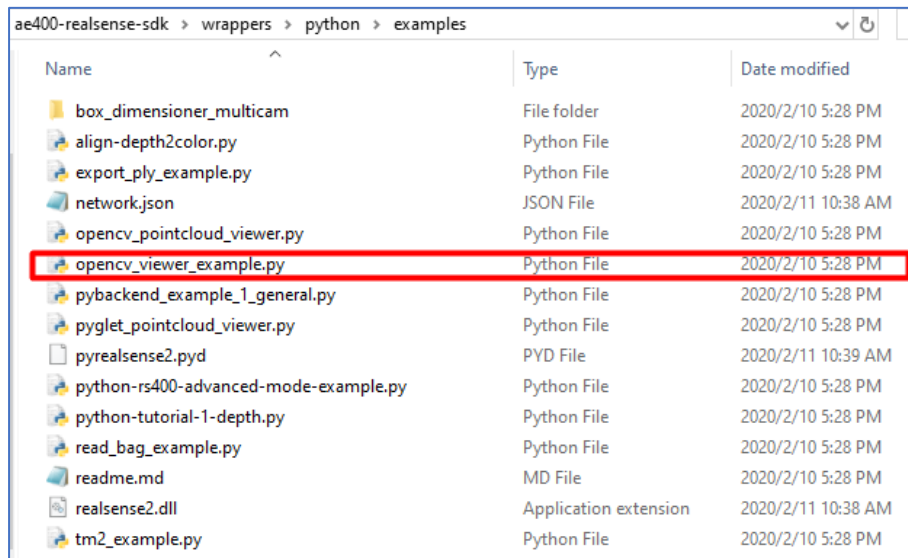 ae400-realsense-sdk > wrappers > python > examples
Name Type Date modified
box_dimensioner_multicam File folder 2020/2/10 5:28 PM
align-depth2color.py Python File 2020/2/10 5:28 PM
export_ply_example.py Python File 2020/2/10 5:28 PM
network.json JSON File 2020/2/11 10:38 AM
opencv_pointcloud_viewer.py Python File 2020/2/10 5:28 PM
opencv_viewer_example.py Python File 2020/2/10 5:28 PM
pybackend_example_1_general.py Python File 2020/2/10 5:28 PM
pyglet_pointcloud_viewer.py Python File 2020/2/10 5:28 PM
pyrealsense2.pyd PYD File 2020/2/11 10:39 AM
python-rs400-advanced-mode-example.py Python File 2020/2/10 5:28 PM
python-tutorial-1-depth.py Python File 2020/2/10 5:28 PM
read_bag_example.py Python File 2020/2/10 5:28 PM
readme.md MD File 2020/2/10 5:28 PM
realsense2.dll Application extension 2020/2/11 10:38 AM
tm2_example.py Python File 2020/2/10 5:28 PM